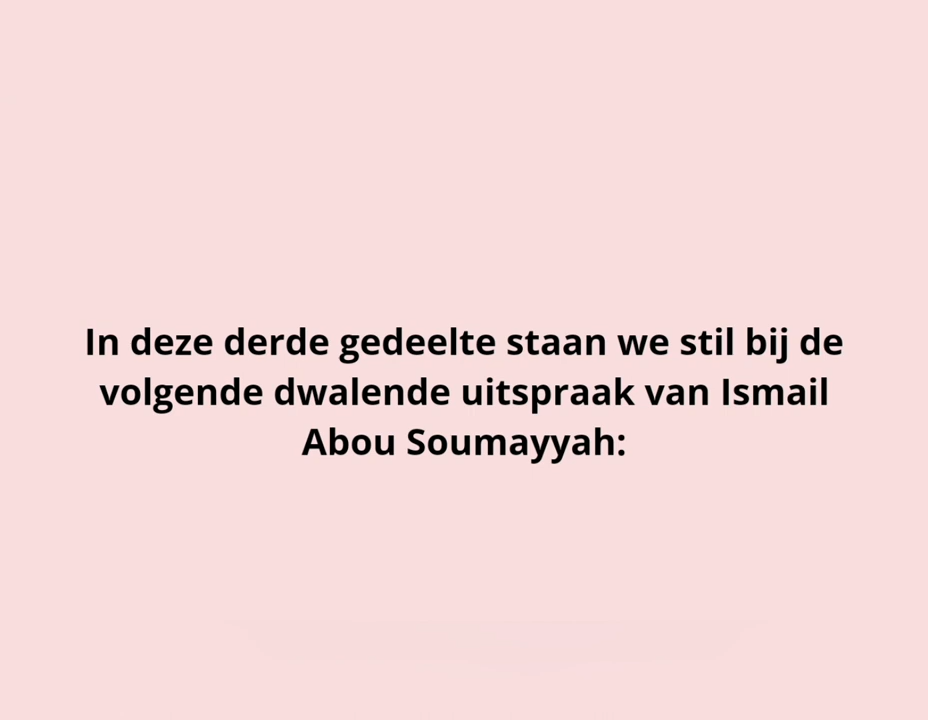 In deze derde gedeelte staan we stil bij de
volgende dwalende uitspraak van Ismail
Abou Soumayyah: